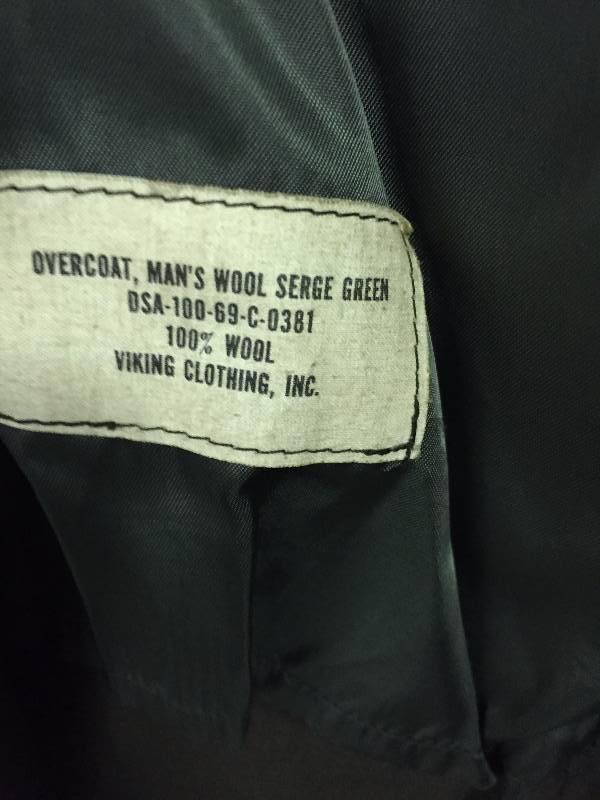 OVERCOAT, MAN'S WOOL SERGE GREEN
DSA-100-69-C-0381
100% WOOL
VIKING CLOTHING, INC.